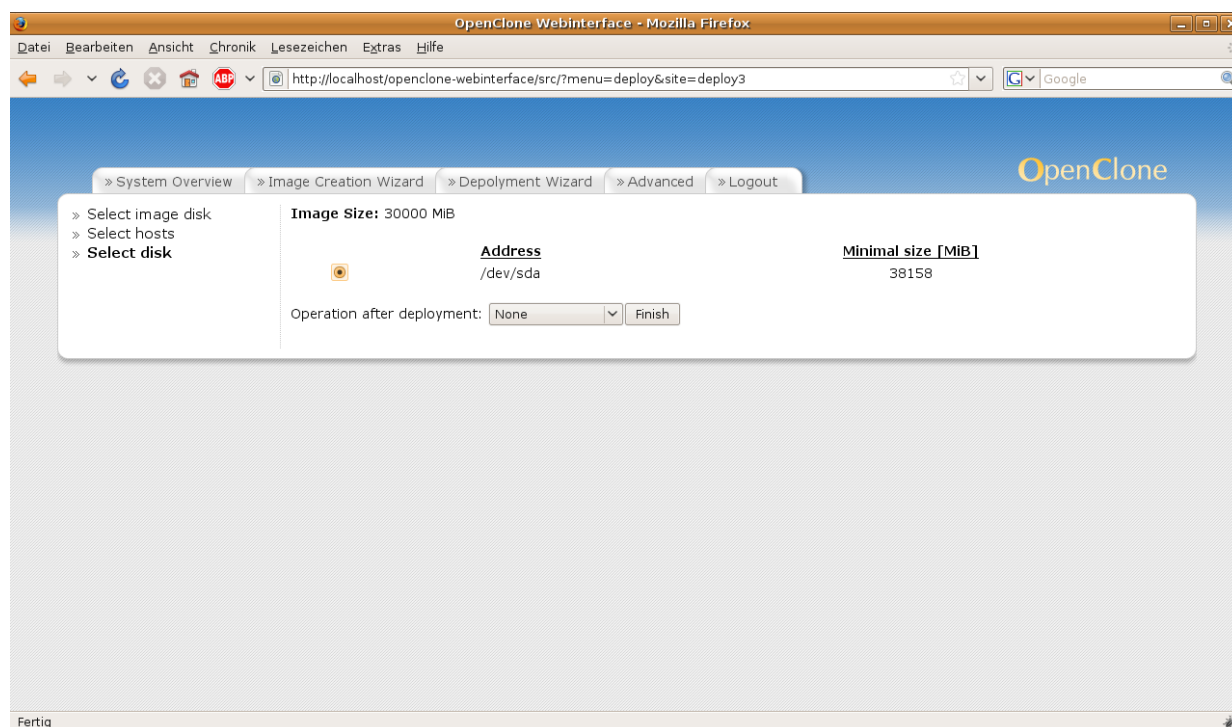 OpenClone Webinterface - Mozilla Firefox
Datei Bearbeiten Ansicht Chronik Lesezeichen Extras Hilfe
ABP http://localhost/openclone-webinterface/src/?menu=deploy&site=deploy3 G Google
OpenClone
» System Overview » Image Creation Wizard » Depolyment Wizard » Advanced » Logout
» Select image disk
» Select hosts
» Select disk
Image Size: 30000 MiB
Address Minimal size [MiB]
/dev/sda 38158
Operation after deployment: None Finish
Fertig